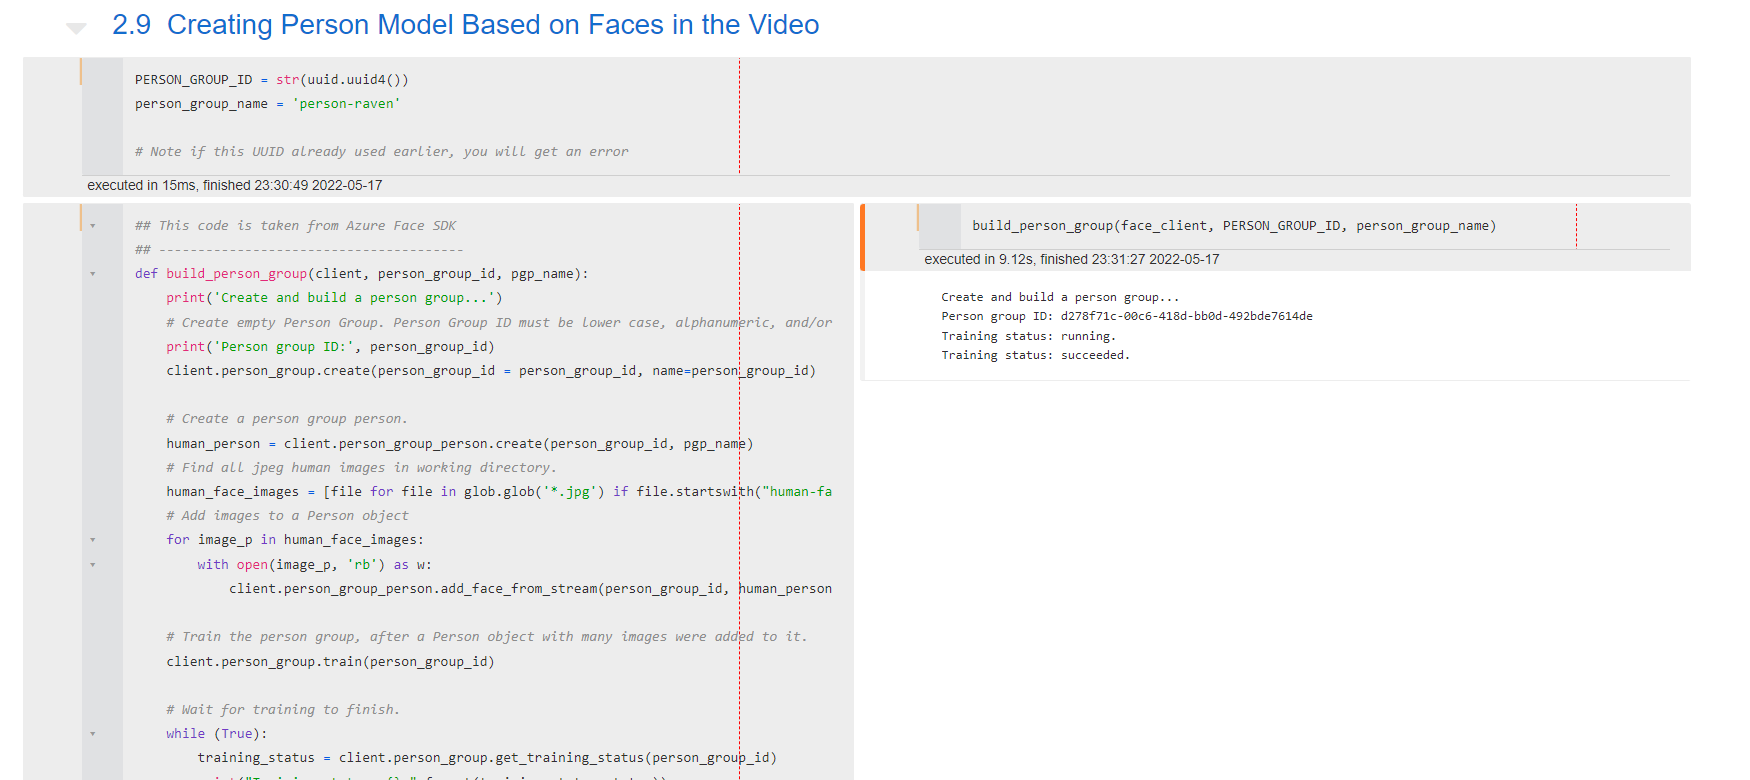 2.9 Creating Person Model Based on Faces in the Video
PERSON_GROUP_ID = str(uuid.uuid4())
person_group_name = 'person-raven'
# Note if this UUID already used earlier, you will get an error
executed in 15ms, finished 23:30:49 2022-05-17
## This code is taken from Azure Face SDK
## ---------------------------------------
def build_person_group(client, person_group_id, pgp_name):
print('Create and build a person group...')
# Create empty Person Group. Person Group ID must be lower case, alphanumeric, and/or
print('Person group ID:', person_group_id)
client.person_group.create(person_group_id = person_group_id, name=person_group_id)
# Create a person group person.
human_person = client.person_group_person.create(person_group_id, pgp_name)
# Find all jpeg human images in working directory.
human_face_images = [file for file in glob.glob('*.jpg') if file.startswith("human-fa
# Add images to a Person object
for image_p in human_face_images:
with open(image_p, 'rb') as w:
client.person_group_person.add_face_from_stream(person_group_id, human_person
# Train the person group, after a Person object with many images were added to it.
client.person_group.train(person_group_id)
# Wait for training to finish.
while (True):
training_status = client.person_group.get_training_status(person_group_id)
build_person_group(face_client, PERSON_GROUP_ID, person_group_name)
executed in 9.12s, finished 23:31:27 2022-05-17
Create and build a person group...
Person group ID: d278f71c-00c6-418d-bb0d-492bde7614de
Training status: running.
Training status: succeeded.